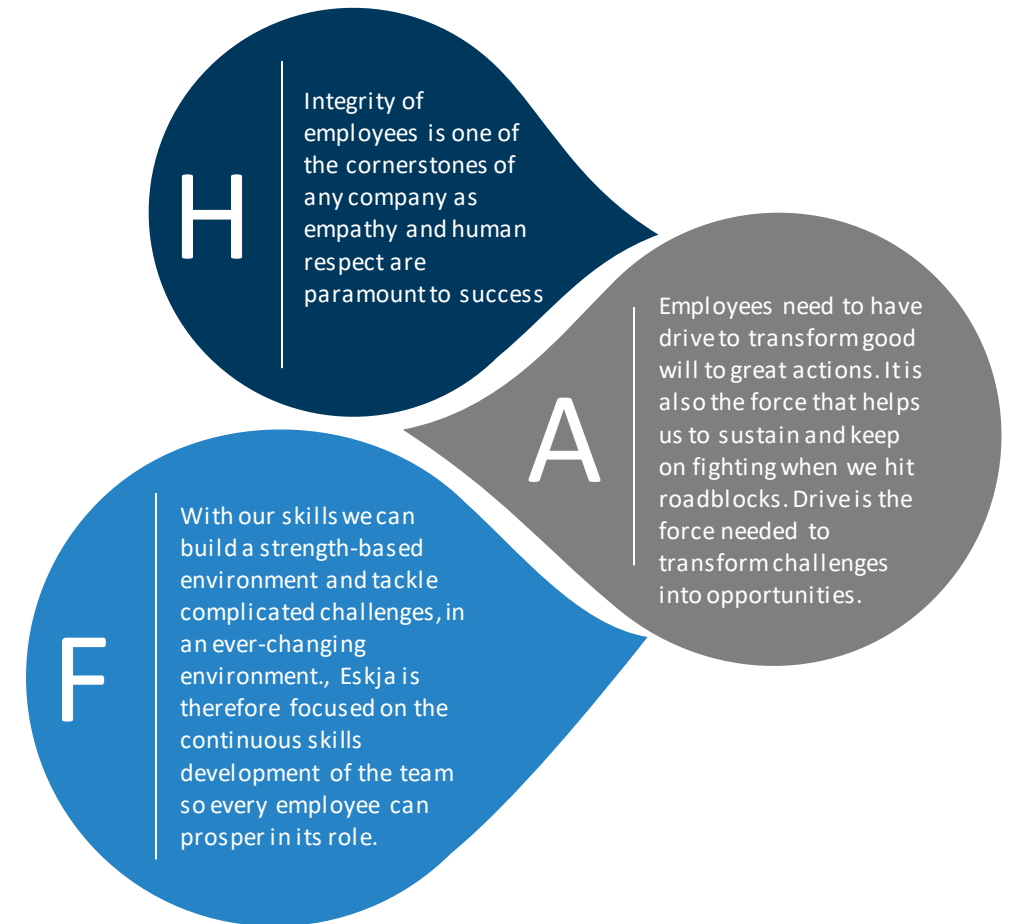 H
Integrity of
employees is one of
the cornerstones of
any company as
empathy and human
respect are
paramount to success
A
Employees need to have
drive to transform good
will to great actions. It is
also the force that helps
us to sustain and keep
on fighting when we hit
roadblocks. Drive is the
force needed to
transform challenges
into opportunities.
F
With our skills we can
build a strength-based
environment and tackle
complicated challenges, in
an ever-changing
environment., Eskja is
therefore focused on the
continuous skills
development of the team
so every employee can
prosper in its role.